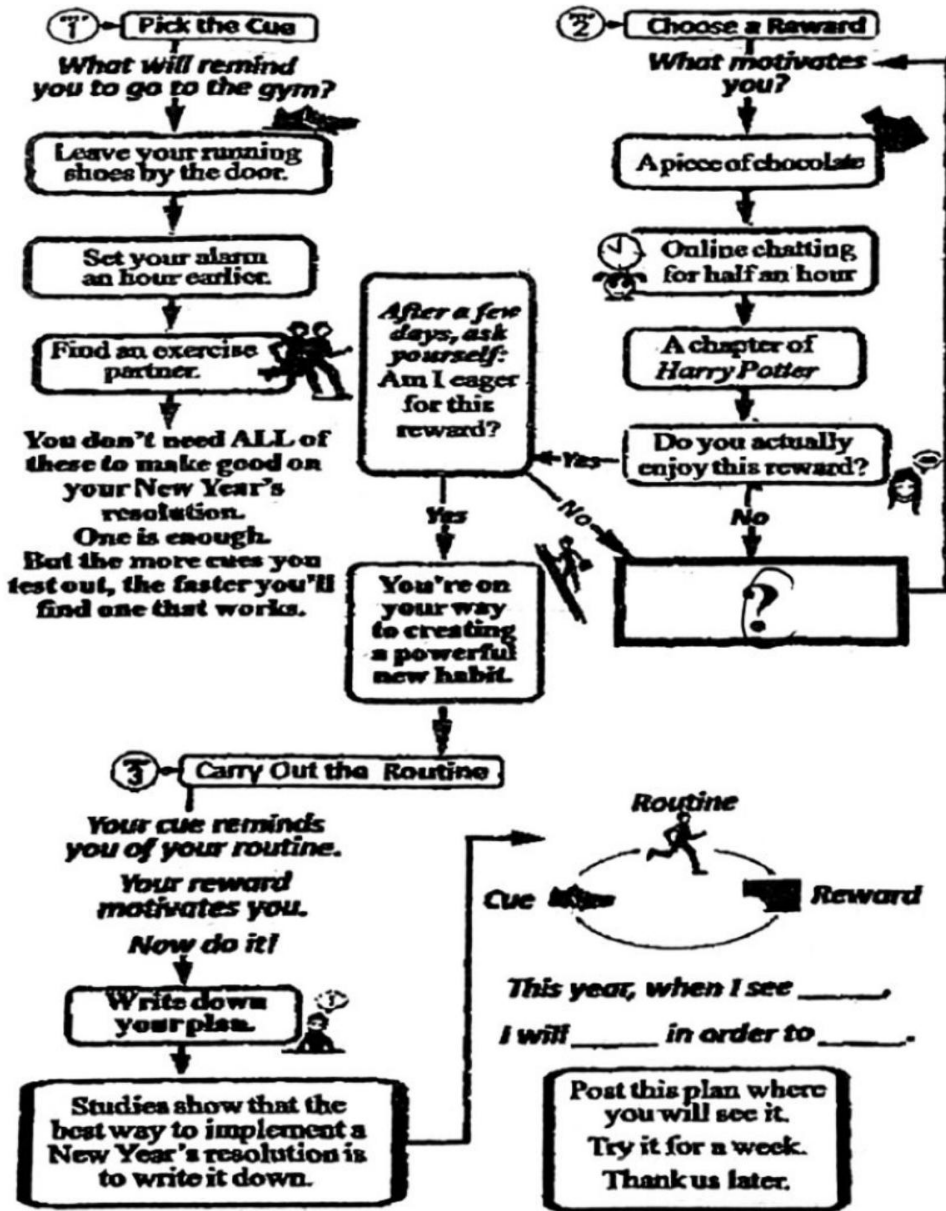 1 Pick the Cue
What will remind
you to go to the gym?
Leave your running
shoes by the door.
Set your alarm
an hour earlier.
Find an exercise
partner.
You don't need ALL of
these to make good on
your New Year's
resolution.
One is enough.
But the more cues you
test out, the faster you'll
find one that works.
2 Choose a Reward
What motivates
you?
A piece of chocolate
Online chatting
for half an hour
A chapter of
Harry Potter
Do you actually
enjoy this reward?
Yes
No
?
After a few
days, ask
yourself:
Am I eager
for this
reward?
Yes
No
You're on
your way
to creating
a powerful
new habit.
3 Carry Out the Routine
Your cue reminds
you of your routine.
Your reward
motivates you.
Now do it!
Write down
your plan.
Studies show that the
best way to implement a
New Year's resolution is
to write it down.
Routine
Cue
Reward
This year, when I see _____,
I will _____ in order to _____.
Post this plan where
you will see it.
Try it for a week.
Thank us later.